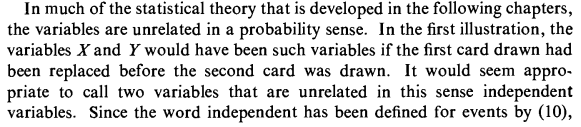 In much of the statistical theory that is developed in the following chapters,
the variables are unrelated in a probability sense. In the first illustration, the
variables X and Y would have been such variables if the first card drawn had
been replaced before the second card was drawn. It would seem appro-
priate to call two variables that are unrelated in this sense independent
variables. Since the word independent has been defined for events by (10),